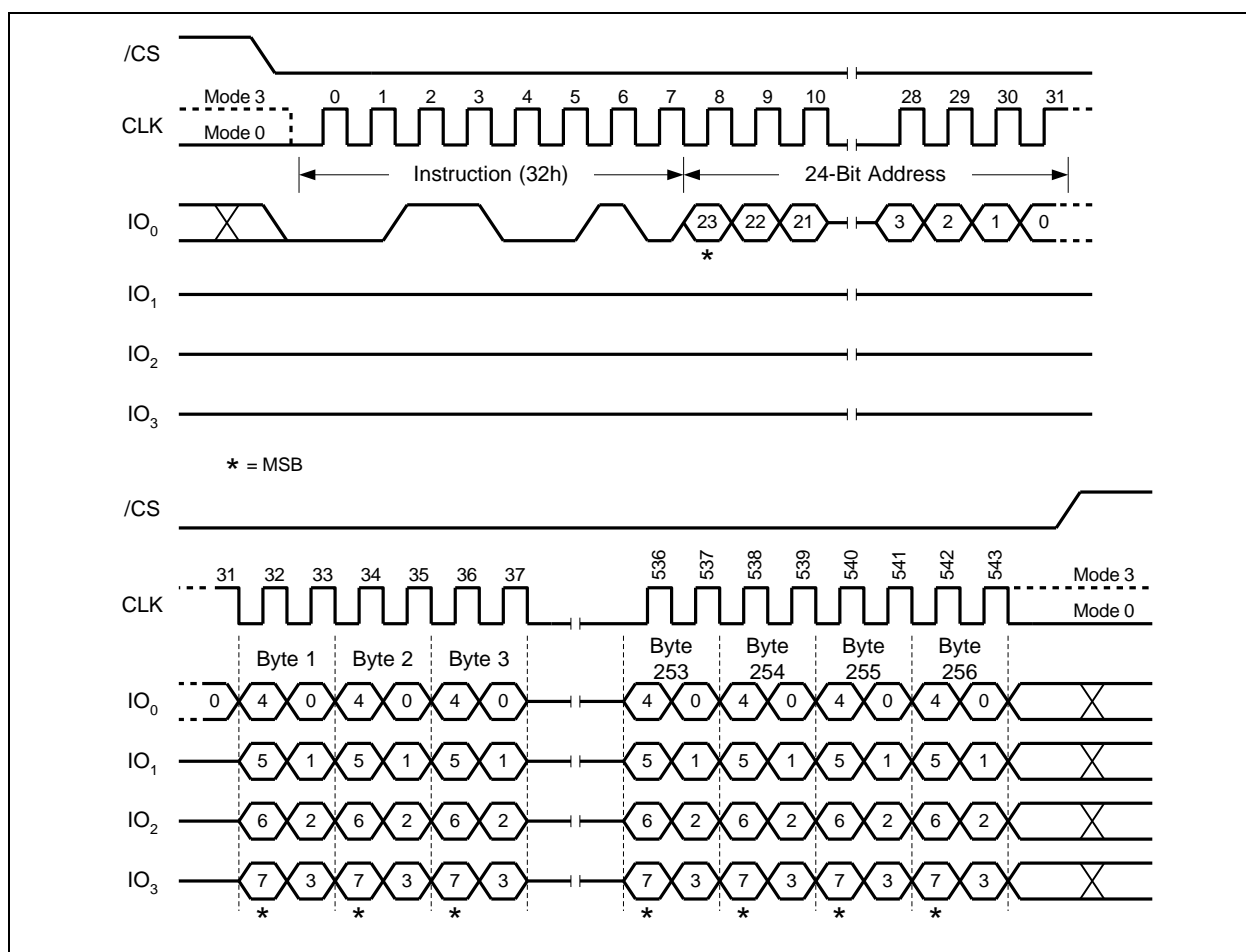 /CS
Mode 3 0 1 2 3 4 5 6 7 8 9 10 28 29 30 31
CLK Mode 0
Instruction (32h) 24-Bit Address
IO0 23 22 21 3 2 1 0
*
IO1
IO2
IO3
* = MSB
/CS
31 32 33 34 35 36 37 536 537 538 539 540 541 542 543 Mode 3
CLK Mode 0
Byte 1 Byte 2 Byte 3 Byte 253 Byte 254 Byte 255 Byte 256
IO0 0 4 0 4 0 4 0 4 0 4 0 4 0 4 0
IO1 5 1 5 1 5 1 5 1 5 1 5 1 5 1
IO2 6 2 6 2 6 2 6 2 6 2 6 2 6 2
IO3 7 3 7 3 7 3 7 3 7 3 7 3 7 3
* * * * * * *